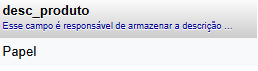 desc_produto
Esse campo é responsável de armazenar a descrição ...
Papel